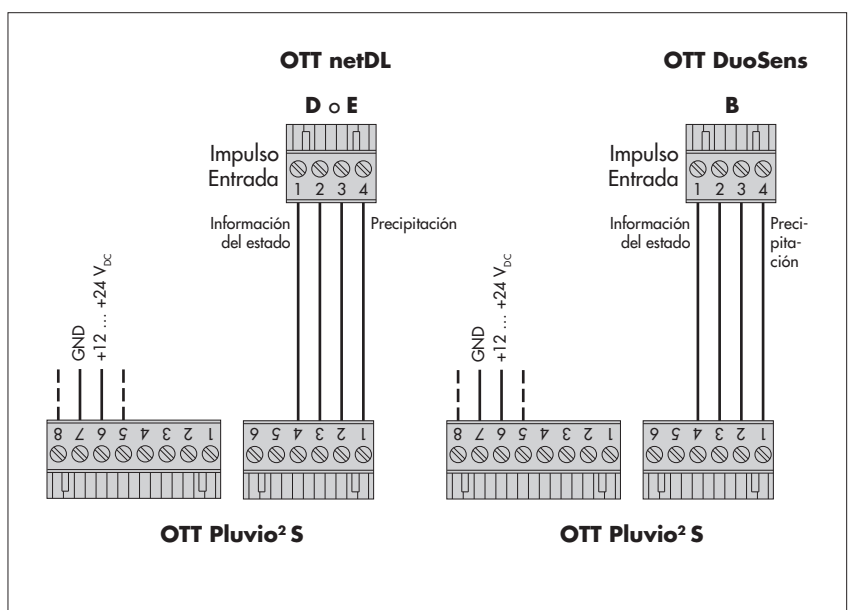 OTT netDL
D o E
Impulso
Entrada
1 2 3 4
Información
del estado
Precipitación
GND
+12 ... +24 V_DC
8 7 6 5 4 3 2 1
6 5 4 3 2 1
OTT Pluvio² S
OTT DuoSens
B
Impulso
Entrada
1 2 3 4
Información
del estado
Preci-
pita-
ción
GND
+12 ... +24 V_DC
8 7 6 5 4 3 2 1
6 5 4 3 2 1
OTT Pluvio² S